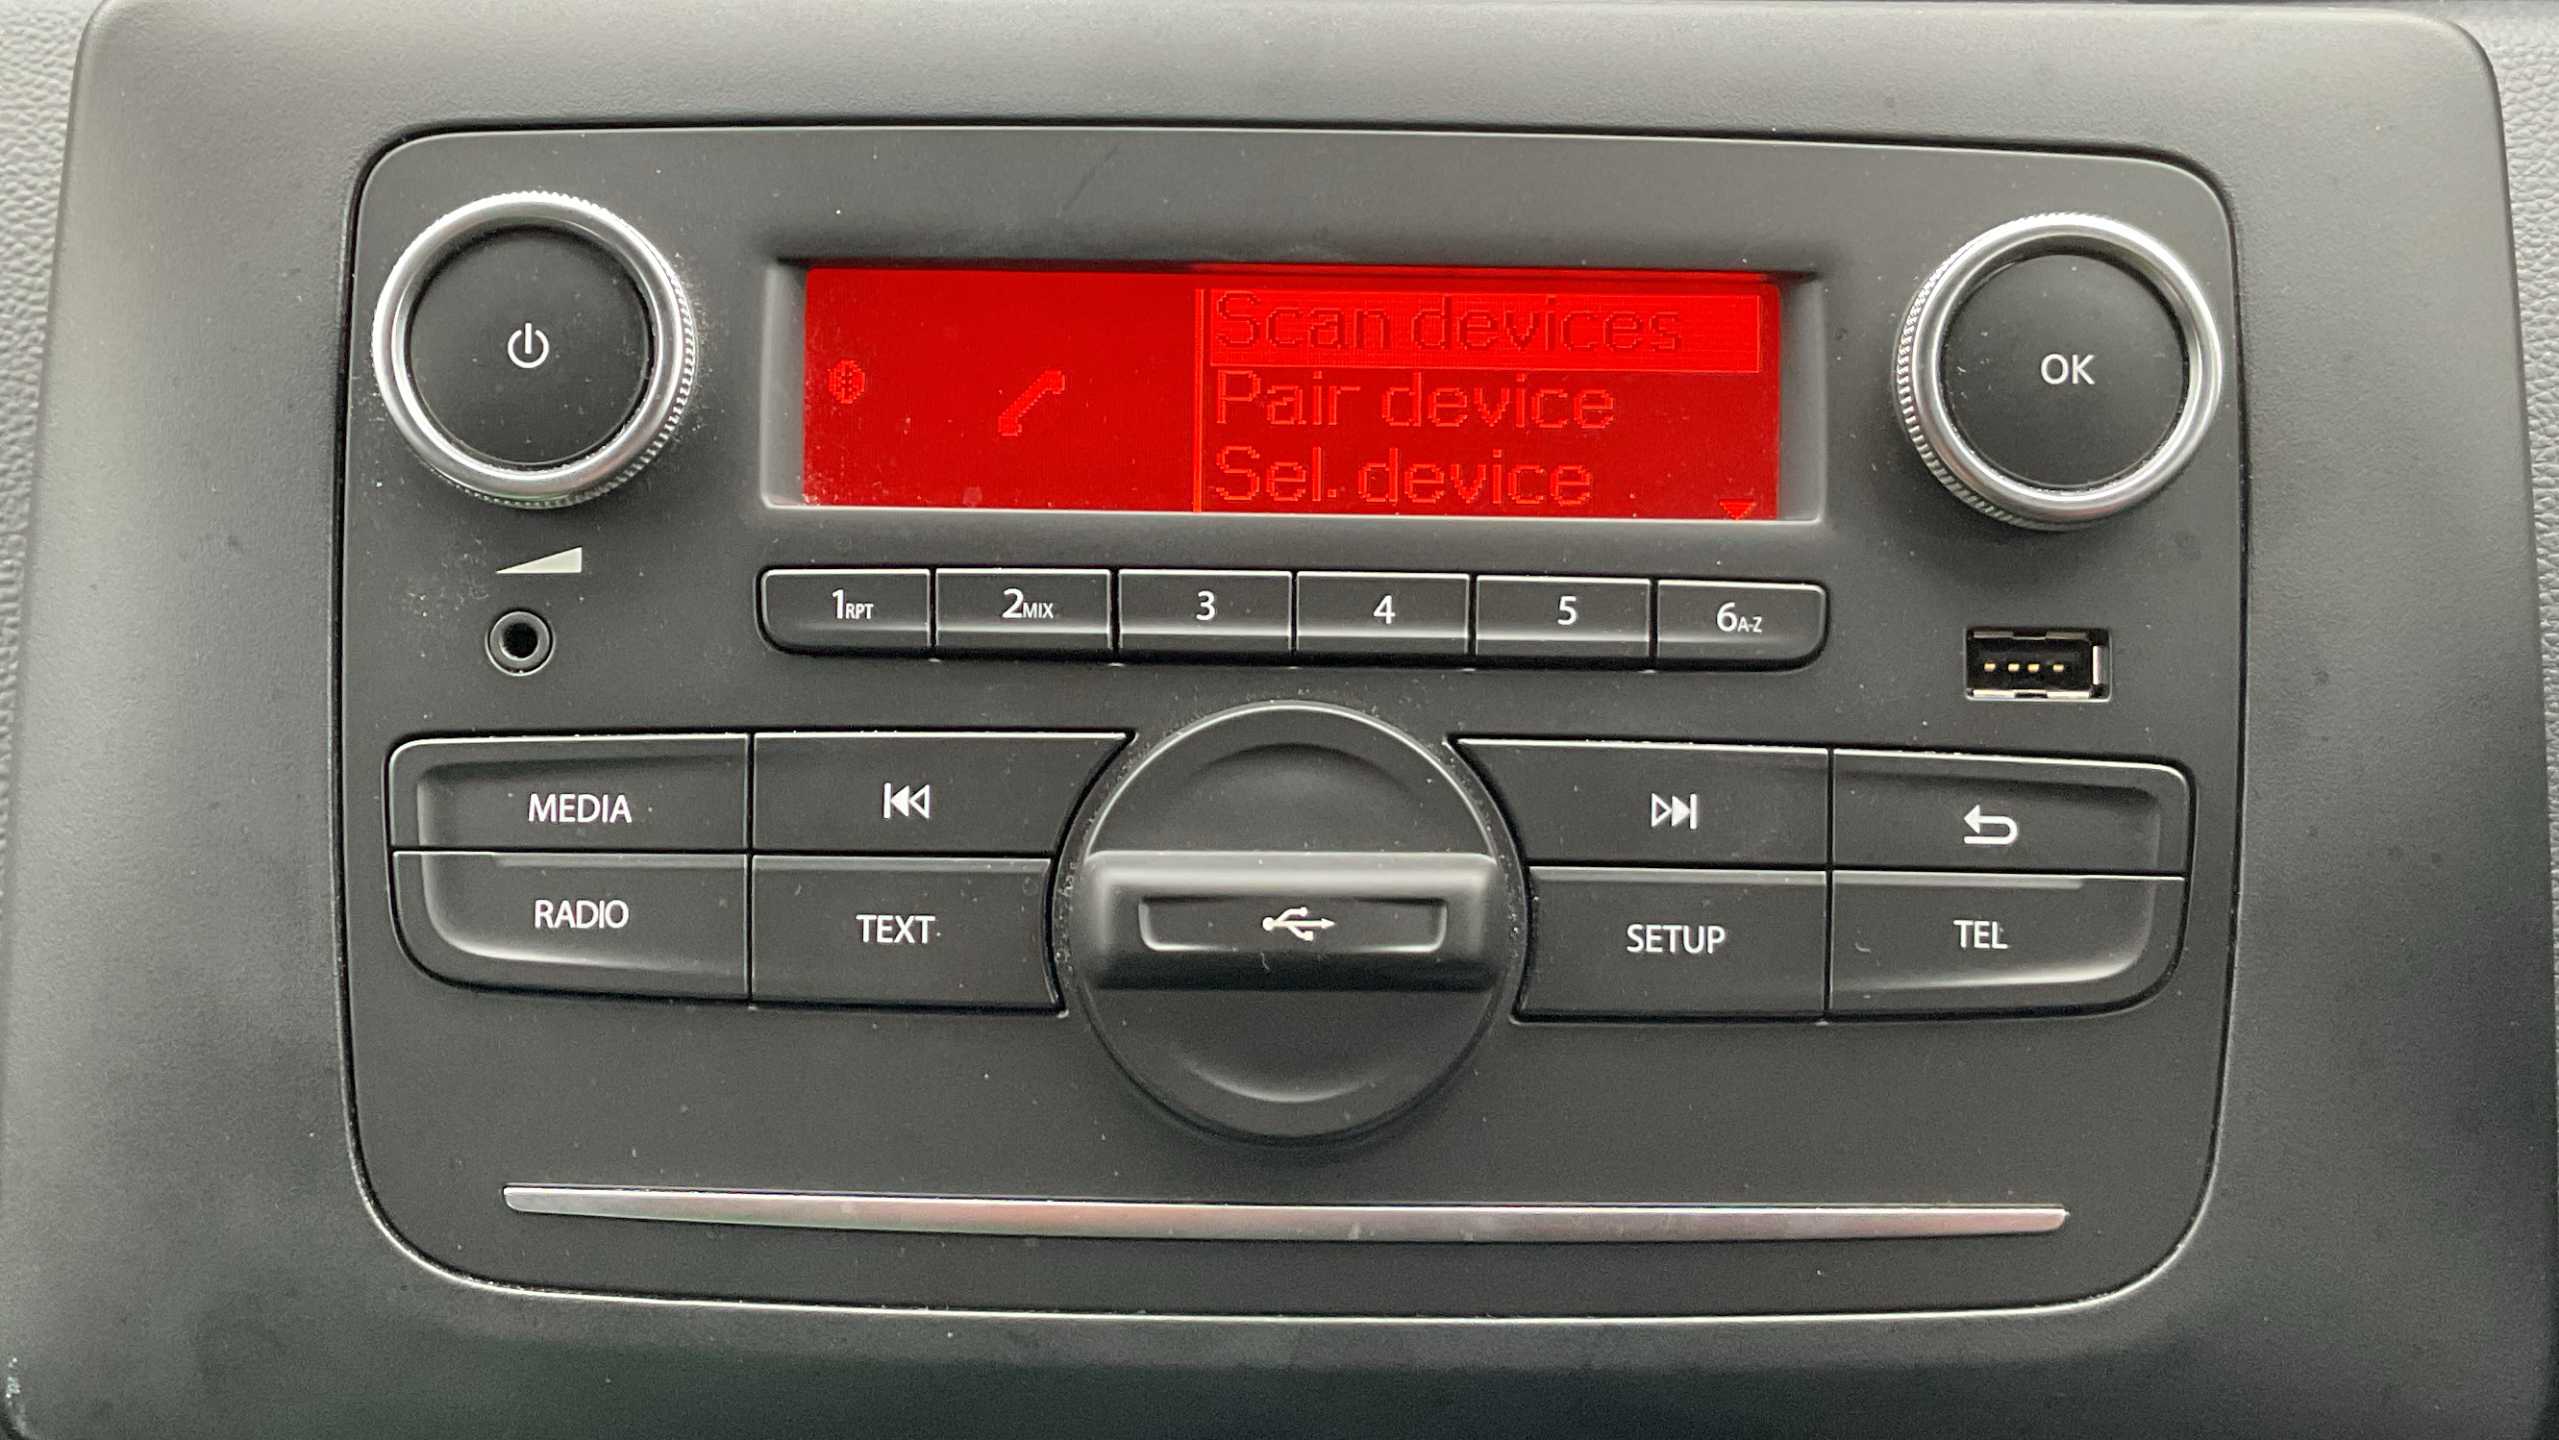 Scan devices
Pair device
Sel. device
OK
1RPT 2MIX 3 4 5 6A-Z
MEDIA
RADIO TEXT SETUP TEL